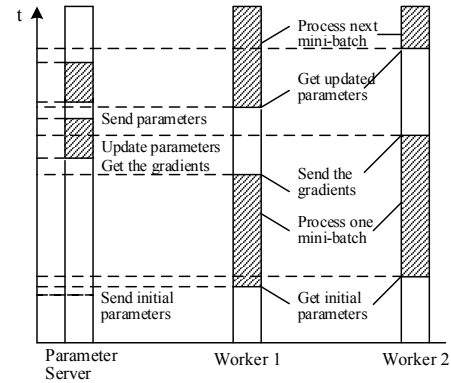 t
Process next
mini-batch
Get updated
parameters
Send parameters
Update parameters
Get the gradients
Send the
gradients
Process one
mini-batch
Send initial
parameters
Get initial
parameters
Parameter
Server
Worker 1
Worker 2